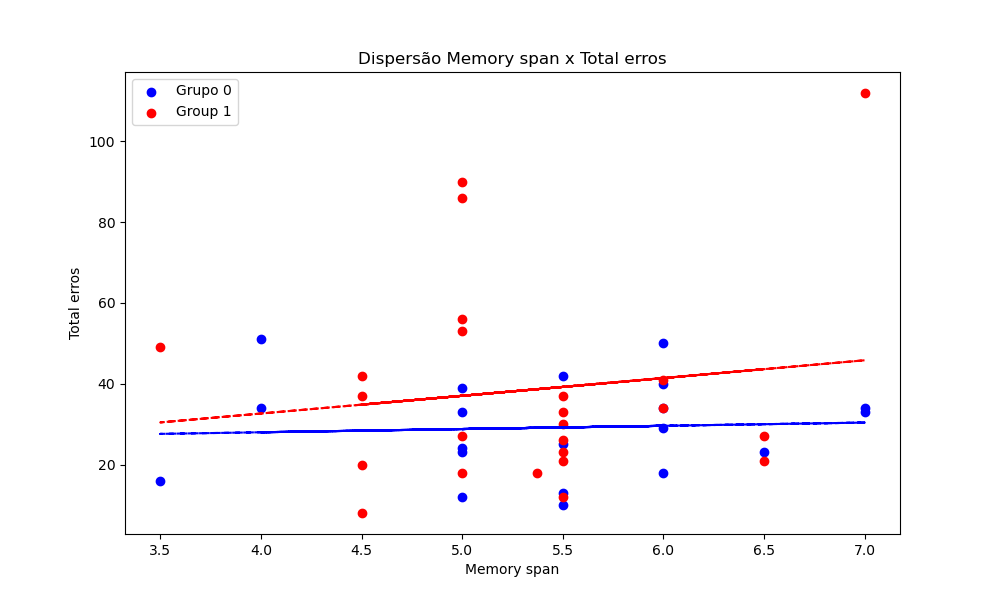 Dispersão Memory span x Total erros
Grupo 0
Group 1
Total erros
100
80
60
40
20
3.5 4.0 4.5 5.0 5.5 6.0 6.5 7.0
Memory span